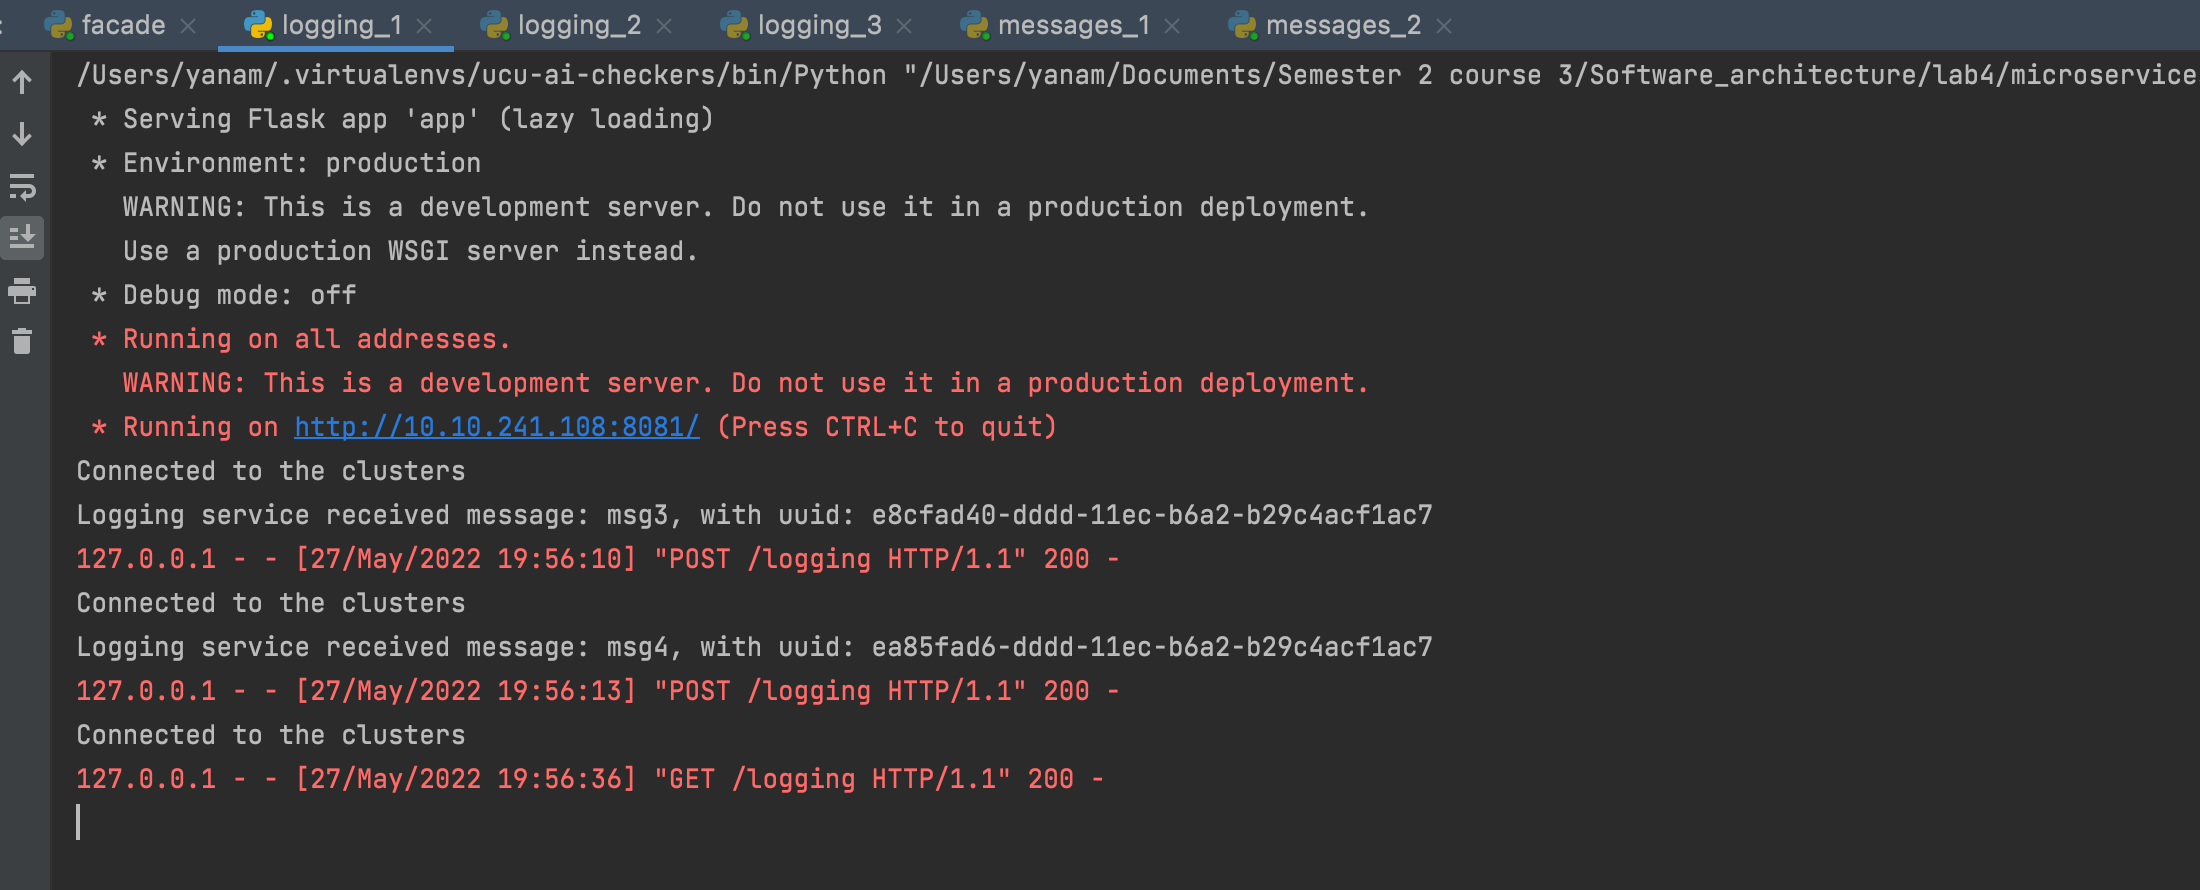 facade logging_1 logging_2 logging_3 messages_1 messages_2
/Users/yanam/.virtualenvs/ucu-ai-checkers/bin/Python "/Users/yanam/Documents/Semester 2 course 3/Software_architecture/lab4/microservice
* Serving Flask app 'app' (lazy loading)
* Environment: production
WARNING: This is a development server. Do not use it in a production deployment.
Use a production WSGI server instead.
* Debug mode: off
* Running on all addresses.
WARNING: This is a development server. Do not use it in a production deployment.
* Running on http://10.10.241.108:8081/ (Press CTRL+C to quit)
Connected to the clusters
Logging service received message: msg3, with uuid: e8cfad40-dddd-11ec-b6a2-b29c4acf1ac7
127.0.0.1 - - [27/May/2022 19:56:10] "POST /logging HTTP/1.1" 200 -
Connected to the clusters
Logging service received message: msg4, with uuid: ea85fad6-dddd-11ec-b6a2-b29c4acf1ac7
127.0.0.1 - - [27/May/2022 19:56:13] "POST /logging HTTP/1.1" 200 -
Connected to the clusters
127.0.0.1 - - [27/May/2022 19:56:36] "GET /logging HTTP/1.1" 200 -